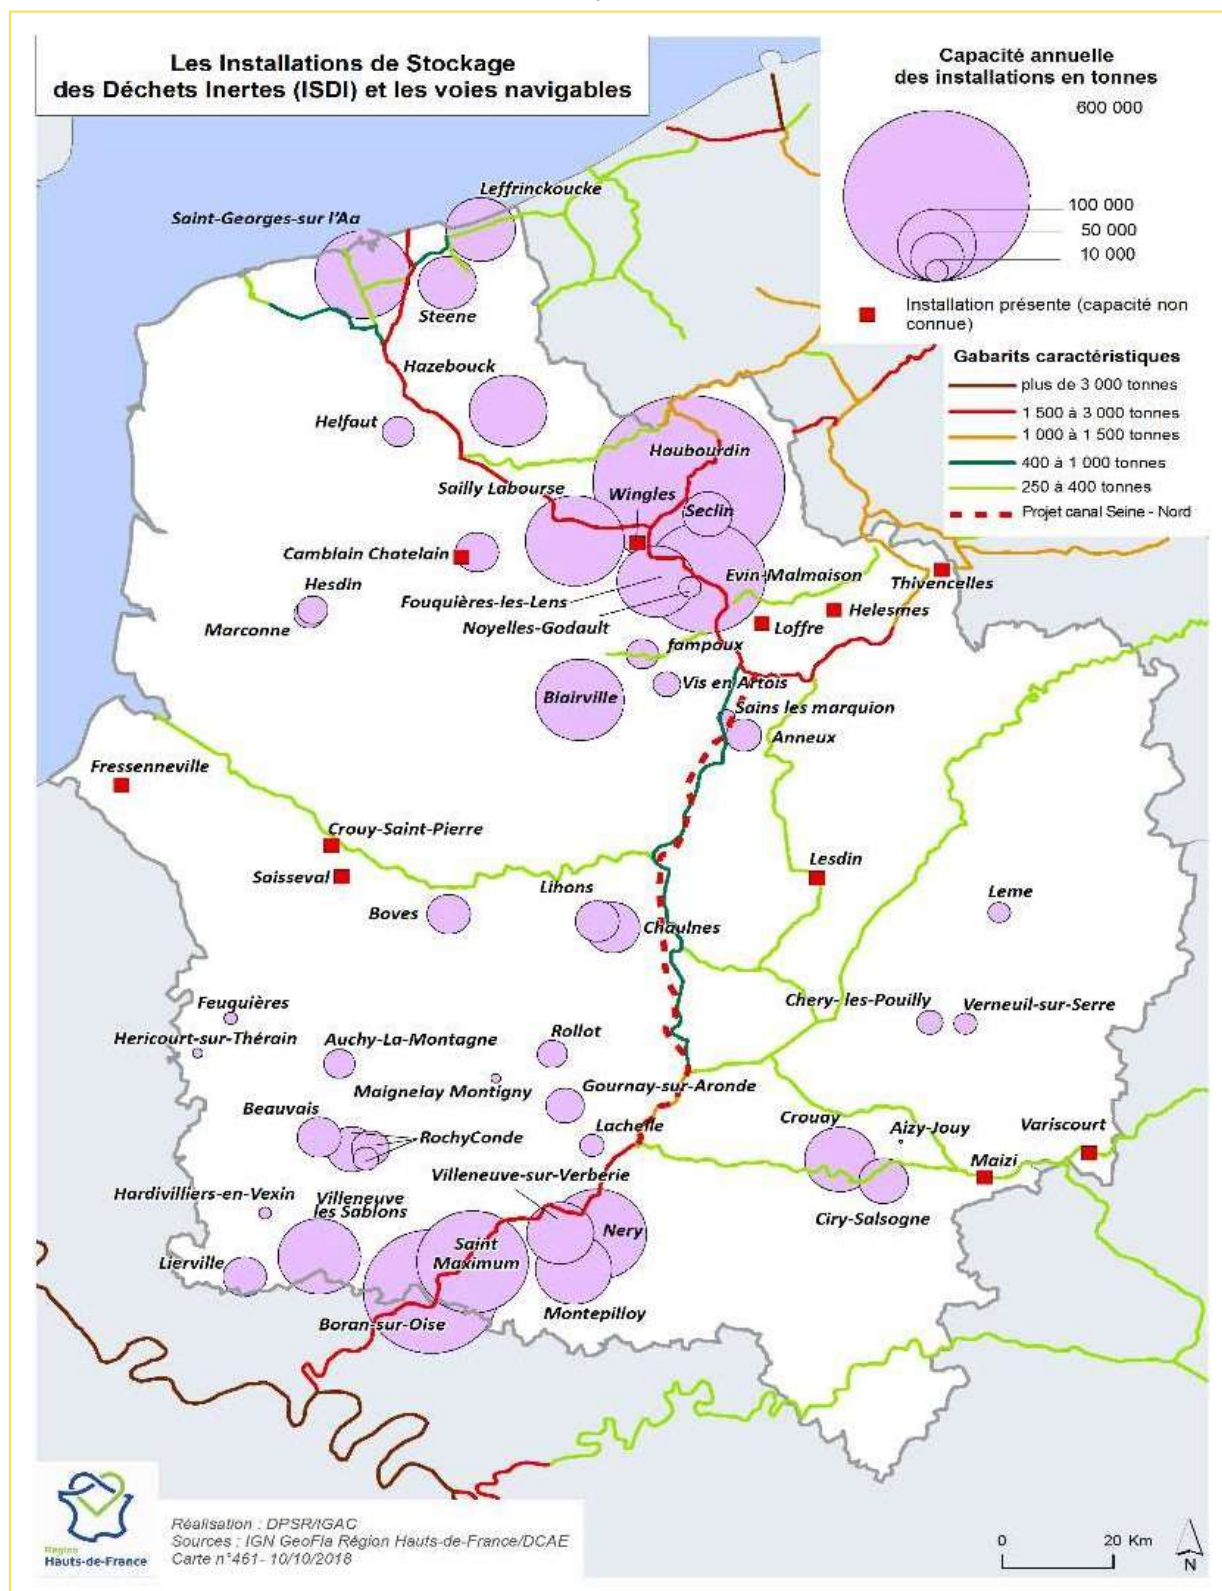 Les Installations de Stockage
des Déchets Inertes (ISDI) et les voies navigables
Capacité annuelle
des installations en tonnes
600 000
100 000
50 000
10 000
Installation présente (capacité non
connue)
Gabarits caractéristiques
plus de 3 000 tonnes
1 500 à 3 000 tonnes
1 000 à 1 500 tonnes
400 à 1 000 tonnes
250 à 400 tonnes
Projet canal Seine - Nord
Leffrinckoucke
Saint-Georges-sur l'Aa
Steene
Hazebouck
Helfaut
Haubourdin
Sailly Labourse
Wingles
Seclin
Camblain Chatelain
Evin-Malmaison
Thivencelles
Hesdin
Fouquières-les-Lens
Helesmes
Marconne
Noyelles-Godault
Loffre
fampoux
Vis en Artois
Blairville
Sains les marquion
Anneux
Fressenneville
Crouy-Saint-Pierre
Saisseval
Lesdin
Lihons
Leme
Boves
Chaulnes
Feuquières
Chery-les-Pouilly
Verneuil-sur-Serre
Hericourt-sur-Thérain
Auchy-La-Montagne
Rollot
Maignelay Montigny
Gournay-sur-Aronde
Beauvais
Crouay
RochyConde
Lachelle
Aizy-Jouy
Variscourt
Villeneuve-sur-Verberie
Maizi
Hardivilliers-en-Vexin
Villeneuve
les Sablons
Ciry-Salsogne
Nery
Saint
Maximum
Lierville
Montepilloy
Boran-sur-Oise
Région
Hauts-de-France
Réalisation : DPSR/IGAC
Sources : IGN GeoFla Région Hauts-de-France/DCAE
Carte n°461- 10/10/2018
0 20 Km
N